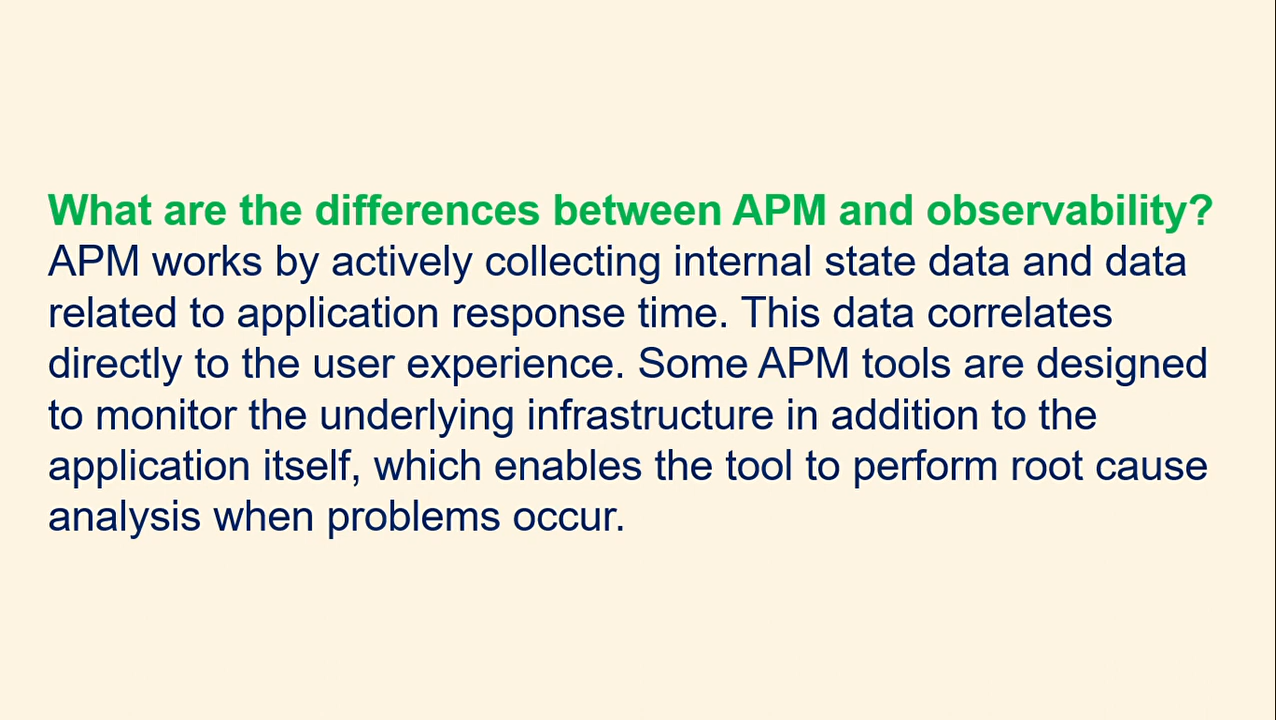 What are the differences between APM and observability?
APM works by actively collecting internal state data and data
related to application response time. This data correlates
directly to the user experience. Some APM tools are designed
to monitor the underlying infrastructure in addition to the
application itself, which enables the tool to perform root cause
analysis when problems occur.